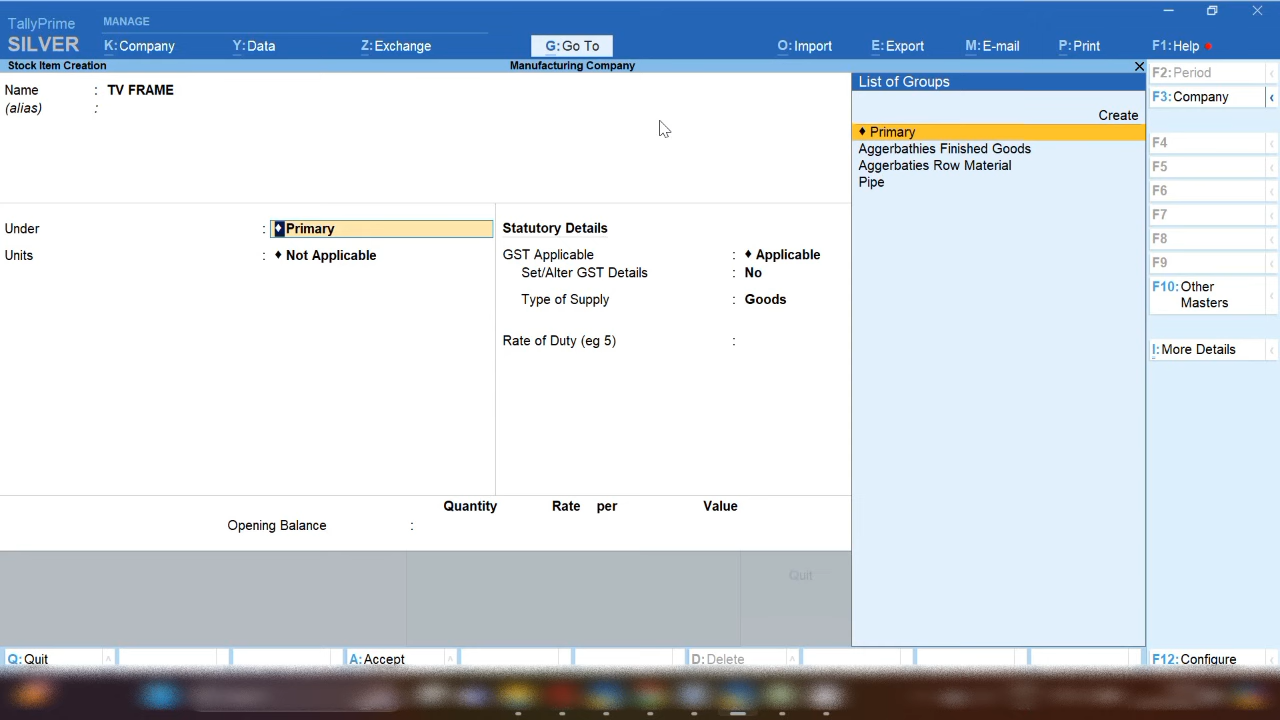 TallyPrime
MANAGE
SILVER
K:Company
Y:Data
Z:Exchange
G:Go To
O:Import
E:Export
M:E-mail
P:Print
F1:Help
Stock Item Creation
Manufacturing Company
Name : TV FRAME
(alias) :
Under : ♦ Primary
Units : ♦ Not Applicable
Statutory Details
GST Applicable : ♦ Applicable
Set/Alter GST Details : No
Type of Supply : Goods
Rate of Duty (eg 5) :
Quantity Rate per Value
Opening Balance :
Quit
List of Groups
Create
♦ Primary
Aggerbathies Finished Goods
Aggerbaties Row Material
Pipe
F2:Period
F3:Company
F4
F5
F6
F7
F8
F9
F10:Other
Masters
I:More Details
Q:Quit
A:Accept
D:Delete
F12:Configure